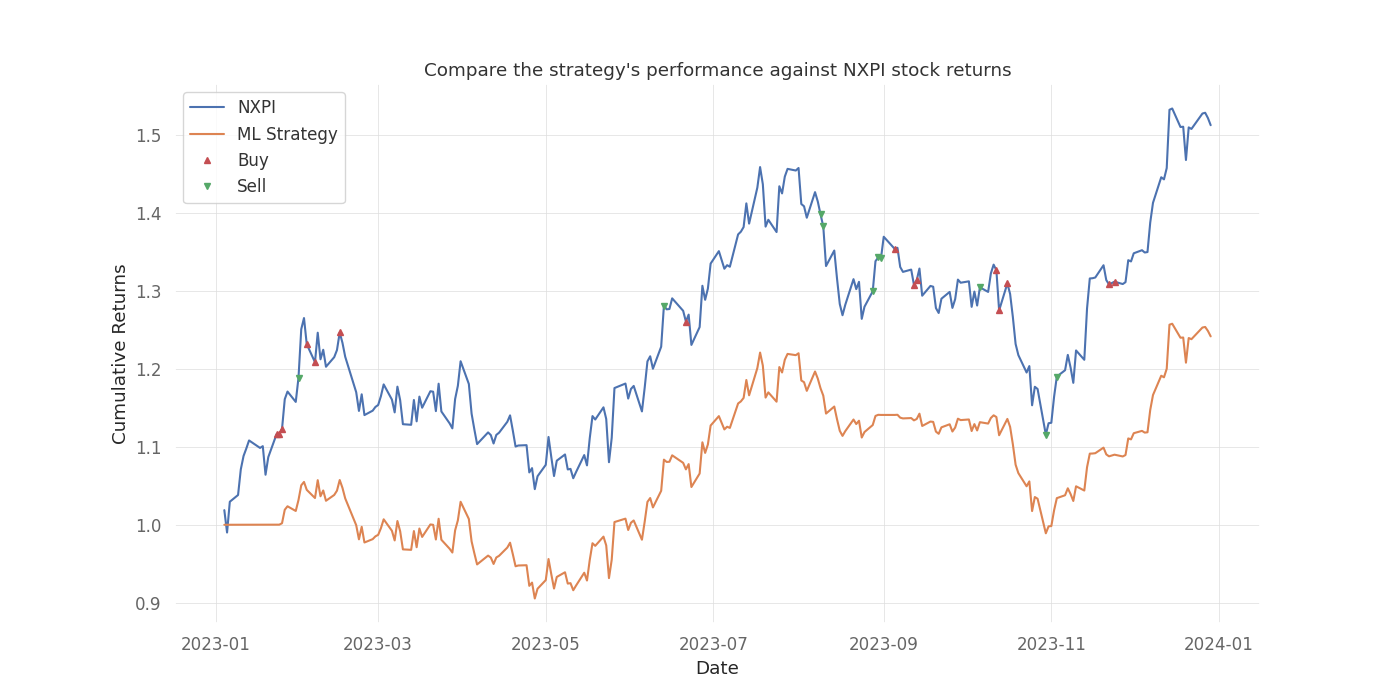 Compare the strategy's performance against NXPI stock returns
NXPI
ML Strategy
Buy
Sell
Cumulative Returns
1.5
1.4
1.3
1.2
1.1
1.0
0.9
2023-01
2023-03
2023-05
2023-07
2023-09
2023-11
2024-01
Date